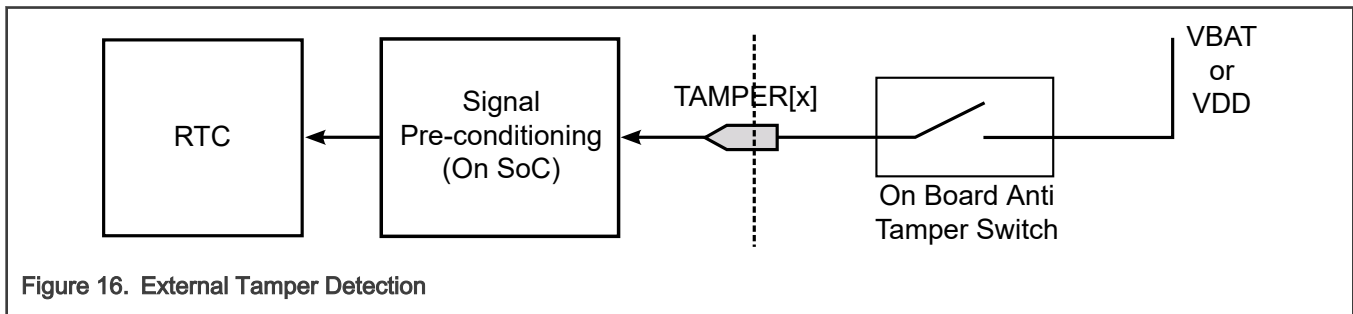 RTC
Signal
Pre-conditioning
(On SoC)
TAMPER[x]
VBAT
or
VDD
On Board Anti
Tamper Switch
Figure 16. External Tamper Detection